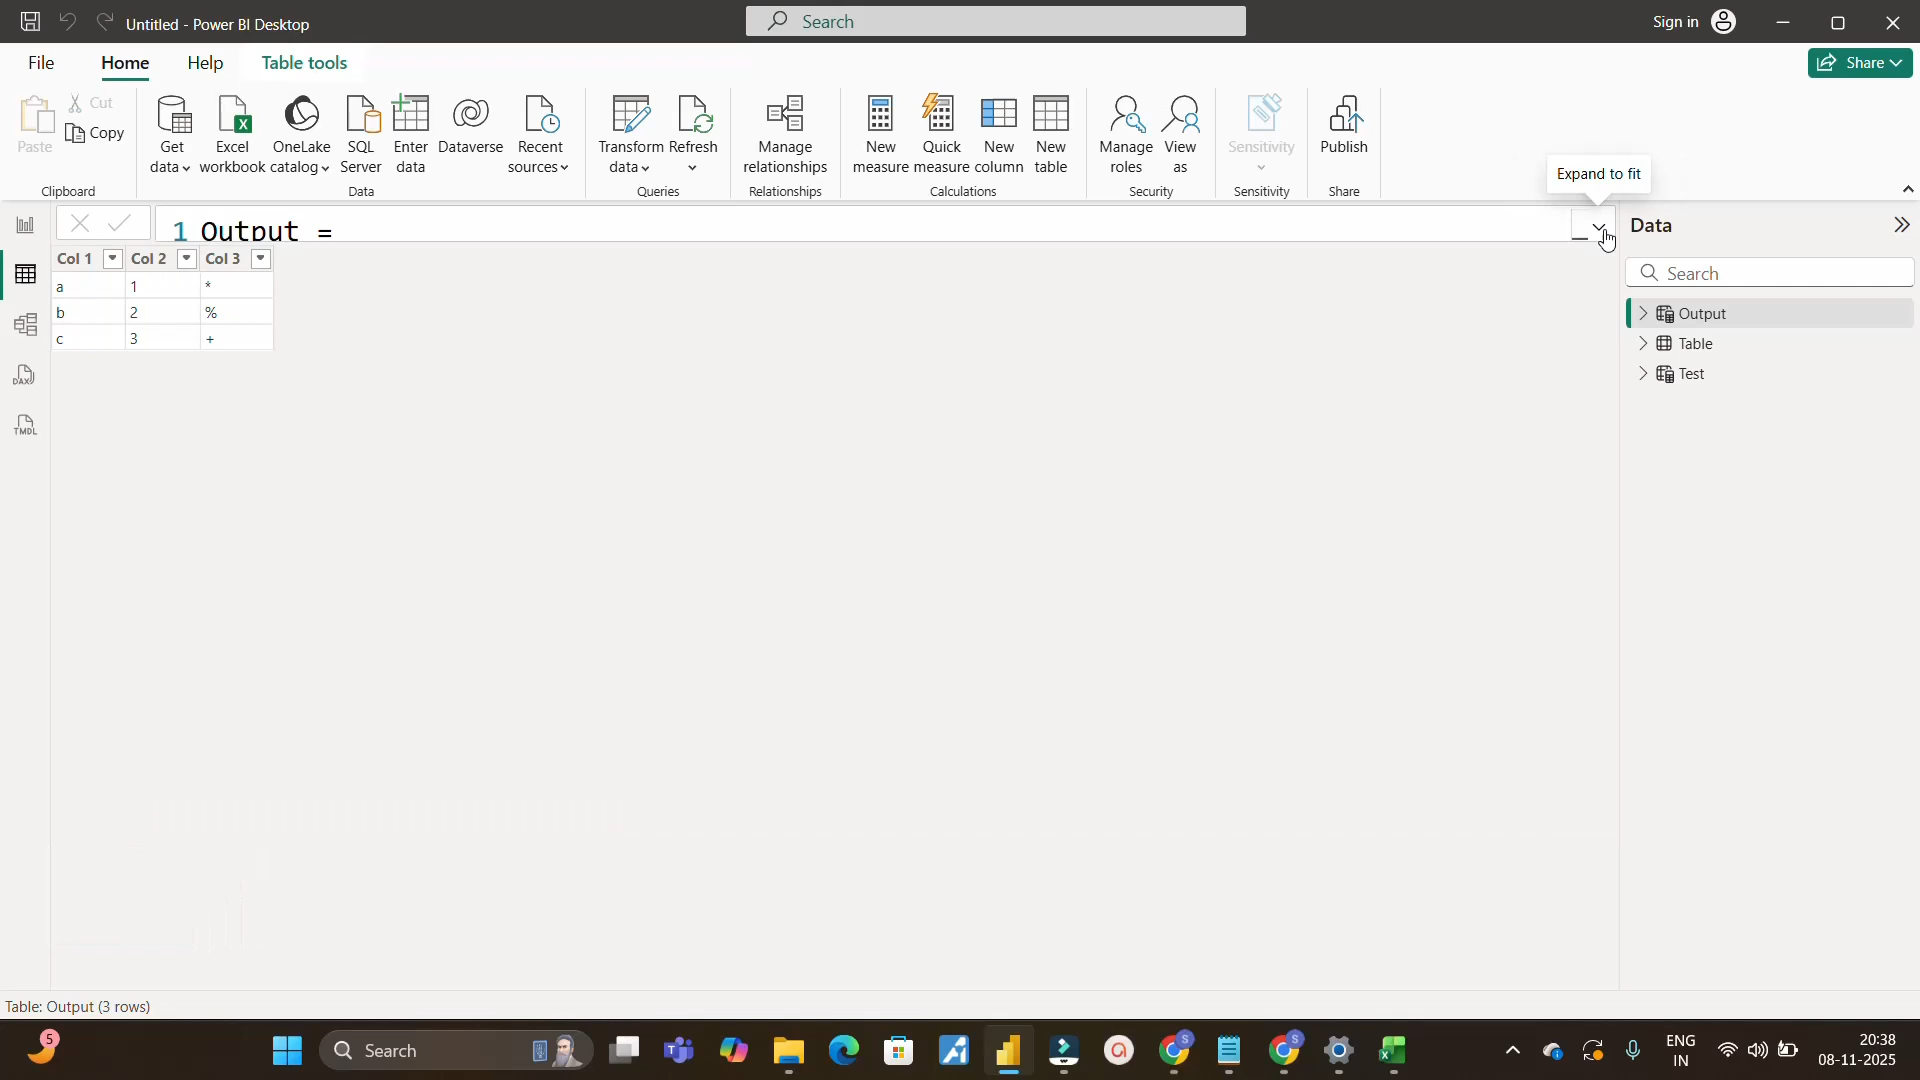 Untitled - Power BI Desktop
Search
Sign in
File Home Help Table tools
Share
Paste
Cut
Copy
Clipboard
Get data
Excel workbook
OneLake catalog
SQL Server
Enter data
Dataverse
Recent sources
Data
Transform data
Refresh
Queries
Manage relationships
Relationships
New measure
Quick measure
New column
New table
Calculations
Manage roles
View as
Security
Sensitivity
Sensitivity
Publish
Share
Expand to fit
1 Output =
Data
Search
Output
Table
Test
Col 1 Col 2 Col 3
a 1 *
b 2 %
c 3 +
DAX
TMDL
Table: Output (3 rows)
5
Search
ENG
IN
20:38
08-11-2025